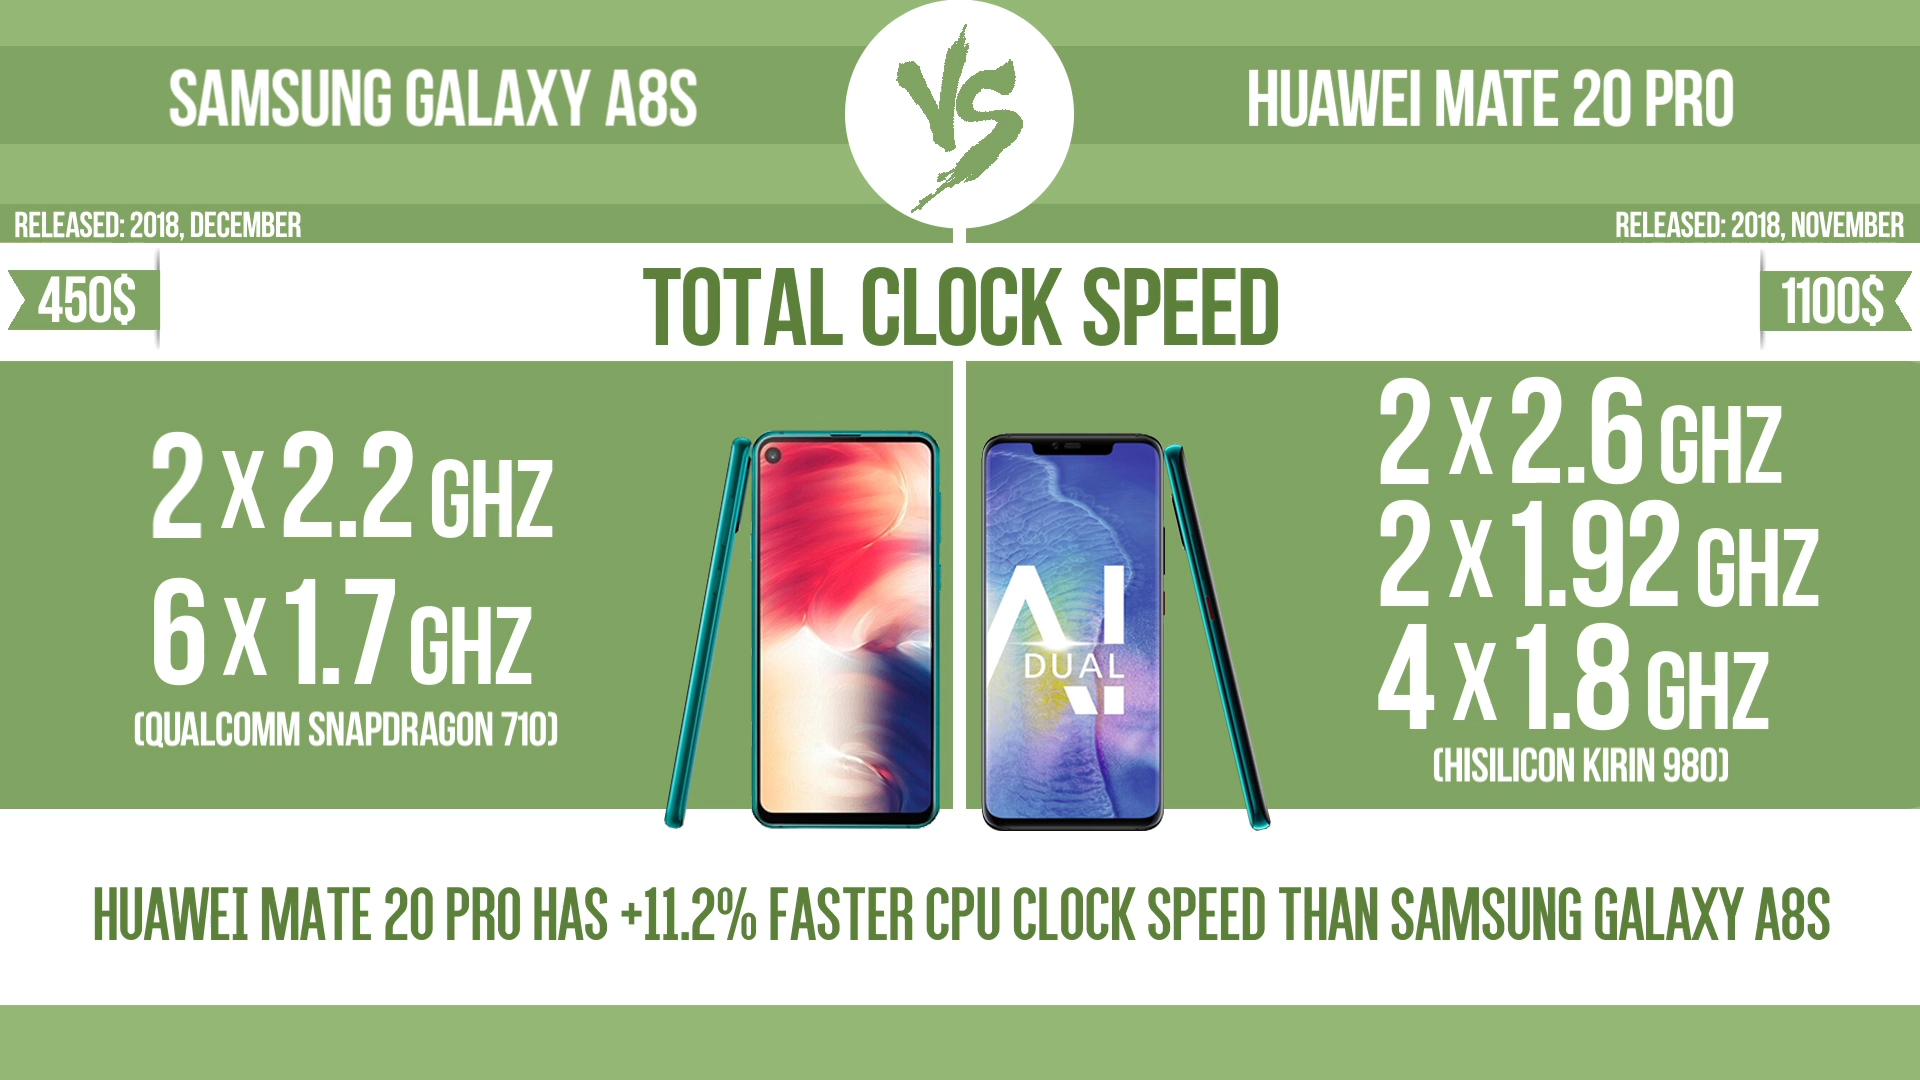 SAMSUNG GALAXY A8S
VS
HUAWEI MATE 20 PRO
RELEASED: 2018, DECEMBER
RELEASED: 2018, NOVEMBER
450$
TOTAL CLOCK SPEED
1100$
2 X 2.2 GHZ
6 X 1.7 GHZ
(QUALCOMM SNAPDRAGON 710)
AI
DUAL
AI
2 X 2.6 GHZ
2 X 1.92 GHZ
4 X 1.8 GHZ
(HISILICON KIRIN 980)
HUAWEI MATE 20 PRO HAS +11.2% FASTER CPU CLOCK SPEED THAN SAMSUNG GALAXY A8S